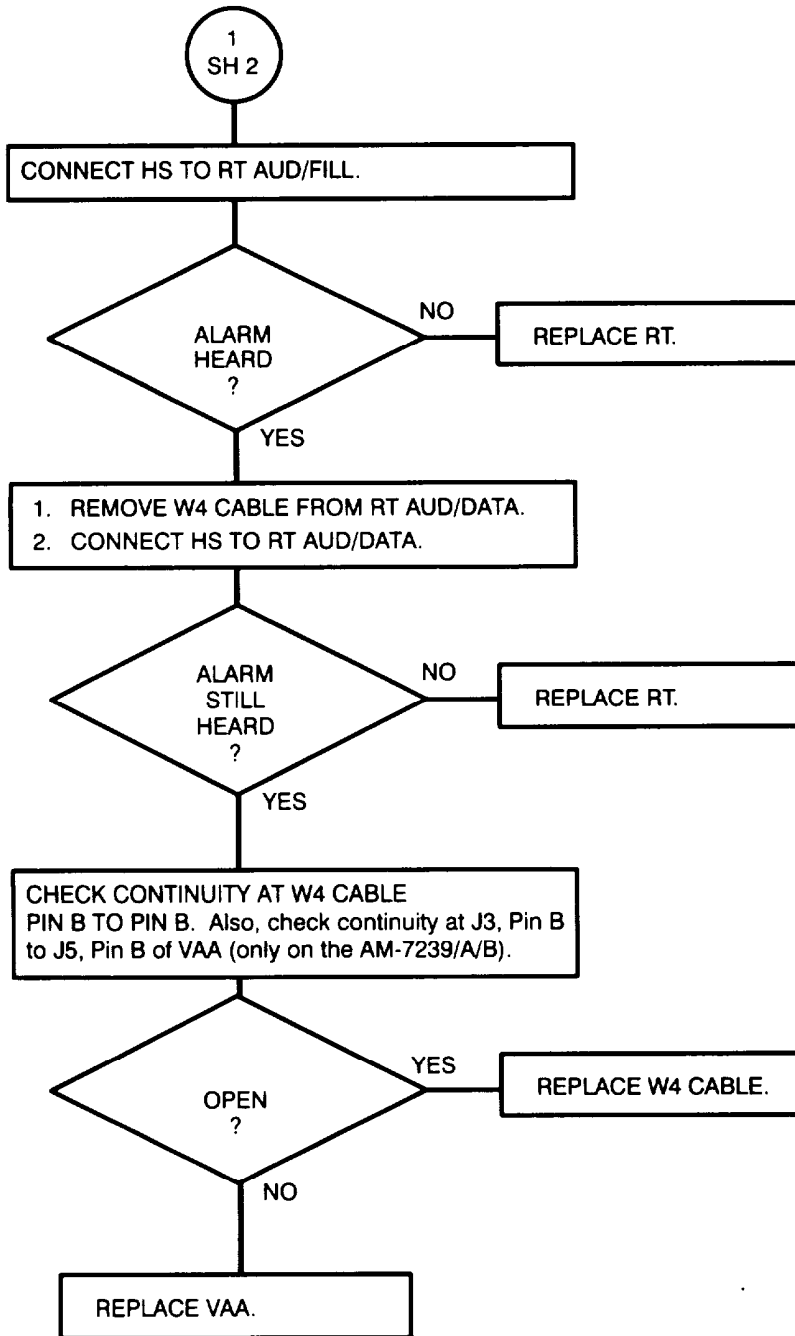 1
SH 2
CONNECT HS TO RT AUD/FILL.
ALARM
HEARD
?
NO
REPLACE RT.
YES
1. REMOVE W4 CABLE FROM RT AUD/DATA.
2. CONNECT HS TO RT AUD/DATA.
ALARM
STILL
HEARD
?
NO
REPLACE RT.
YES
CHECK CONTINUITY AT W4 CABLE
PIN B TO PIN B. Also, check continuity at J3, Pin B
to J5, Pin B of VAA (only on the AM-7239/A/B).
OPEN
?
YES
REPLACE W4 CABLE.
NO
REPLACE VAA.